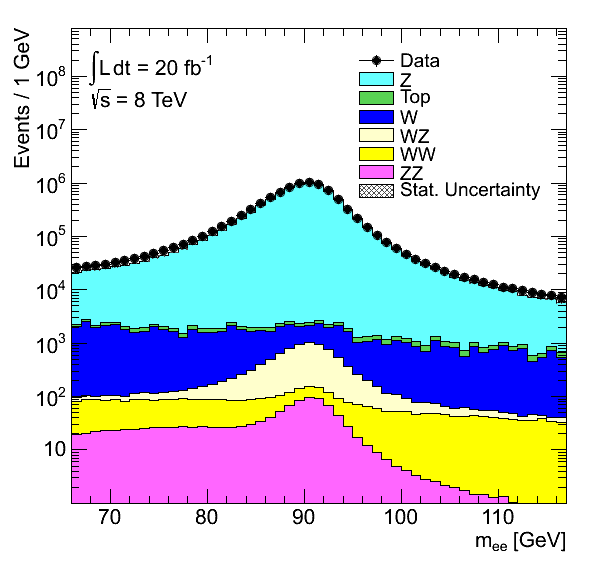 Events / 1 GeV
∫L dt = 20 fb⁻¹
√s = 8 TeV
Data
Z
Top
W
WZ
WW
ZZ
Stat. Uncertainty
10⁸
10⁷
10⁶
10⁵
10⁴
10³
10²
10
70 80 90 100 110
mₑₑ [GeV]